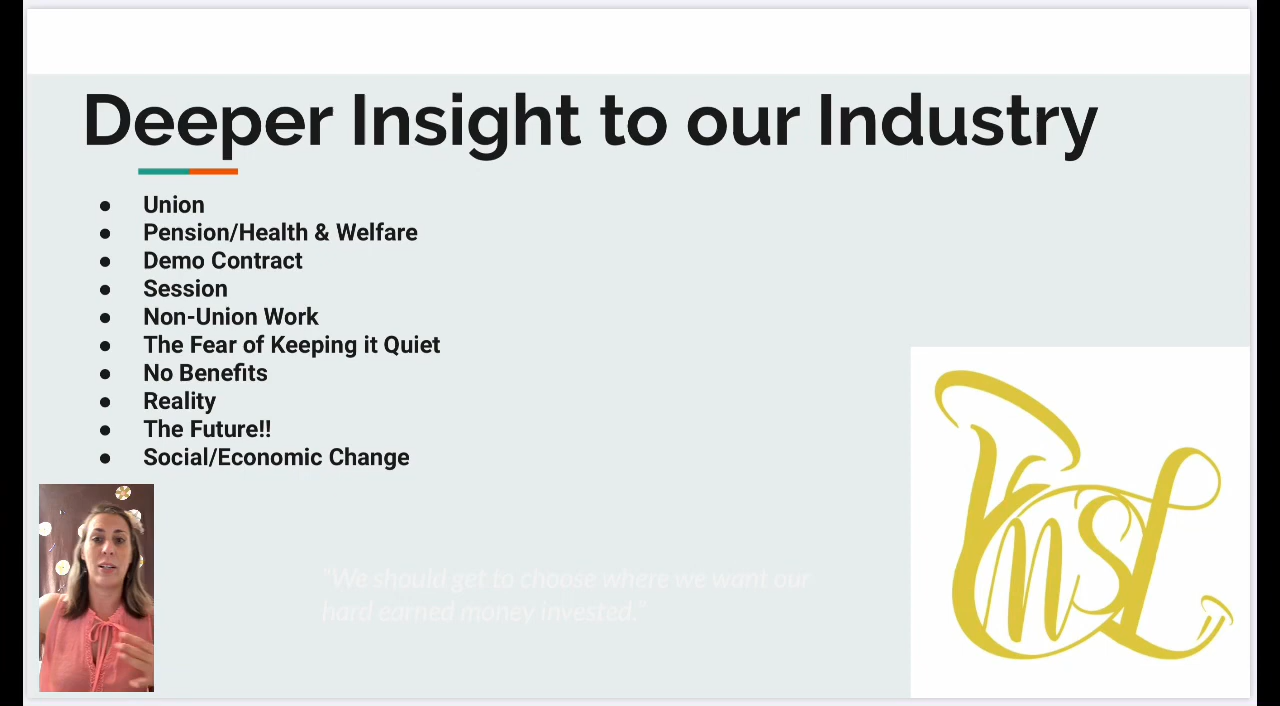 Deeper Insight to our Industry
● Union
● Pension/Health & Welfare
● Demo Contract
● Session
● Non-Union Work
● The Fear of Keeping it Quiet
● No Benefits
● Reality
● The Future!!
● Social/Economic Change
"We should get to choose where we want our
hard earned money invested."